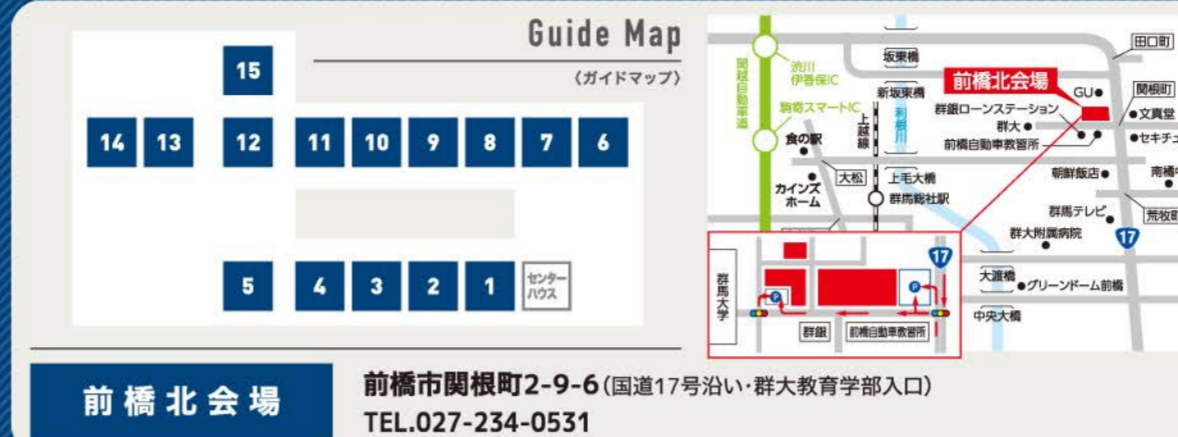 Guide Map
〈ガイドマップ〉
15
14 13 12 11 10 9 8 7 6
5 4 3 2 1
センター
ハウス
関越自動車道
渋川
伊香保IC
駒寄スマートIC
食の駅
大松
カインズ
ホーム
上越線
利根川
坂東橋
新坂東橋
上毛大橋
群馬総社駅
前橋北会場
GU
群銀ローンステーション
群大
前橋自動車教習所
田口町
関根町
文真堂
セキチュ
朝鮮飯店
南橘
群馬テレビ
荒牧町
群大附属病院
17
大渡橋
グリーンドーム前橋
中央大橋
群馬大学
P
P
17
群銀
前橋自動車教習所
前橋北会場
前橋市関根町2-9-6(国道17号沿い・群大教育学部入口)
TEL.027-234-0531